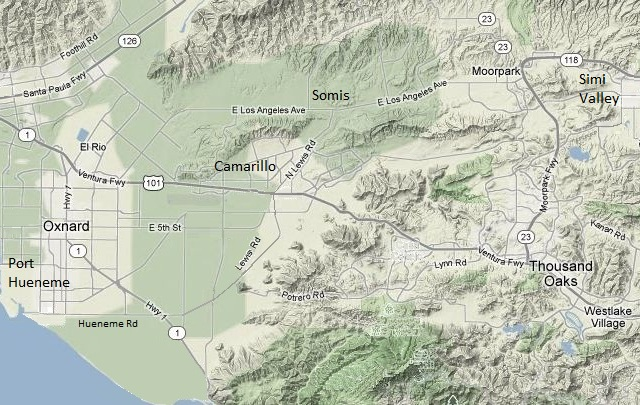 23
Foothill Rd
126
23
118
Moorpark
Simi
Valley
Santa Paula Fwy
Somis
E Los Angeles Ave
E Los Angeles Ave
1
El Rio
N Lewis Rd
Camarillo
Ventura Fwy
101
Moorpark Fwy
Hwy 1
Oxnard
E 5th St
Kanan Rd
23
1
Lewis Rd
Ventura Fwy
Lynn Rd
Port
Hueneme
Thousand
Oaks
Potrero Rd
Hwy 1
Westlake
Village
Hueneme Rd
1